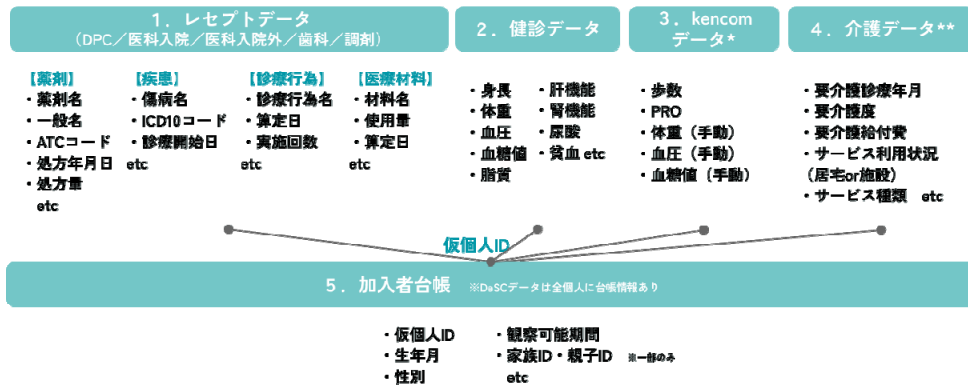 1．レセプトデータ
（DPC／医科入院／医科入院外／歯科／調剤）
2．健診データ
3．kencom
データ*
4．介護データ**
【薬剤】
・薬剤名
・一般名
・ATCコード
・処方年月日
・処方量
etc
【疾患】
・傷病名
・ICD10コード
・診療開始日
etc
【診療行為】
・診療行為名
・算定日
・実施回数
etc
【医療材料】
・材料名
・使用量
・算定日
etc
・身長
・体重
・血圧
・血糖値
・脂質
・肝機能
・腎機能
・尿酸
・貧血 etc
・歩数
・PRO
・体重（手動）
・血圧（手動）
・血糖値（手動）
・要介護診療年月
・要介護度
・要介護給付費
・サービス利用状況
（居宅or施設）
・サービス種類　etc
仮個人ID
5．加入者台帳　※DeSCデータは全個人に台帳情報あり
・仮個人ID
・生年月
・性別
・観察可能期間
・家族ID・親子ID　※一部のみ
etc